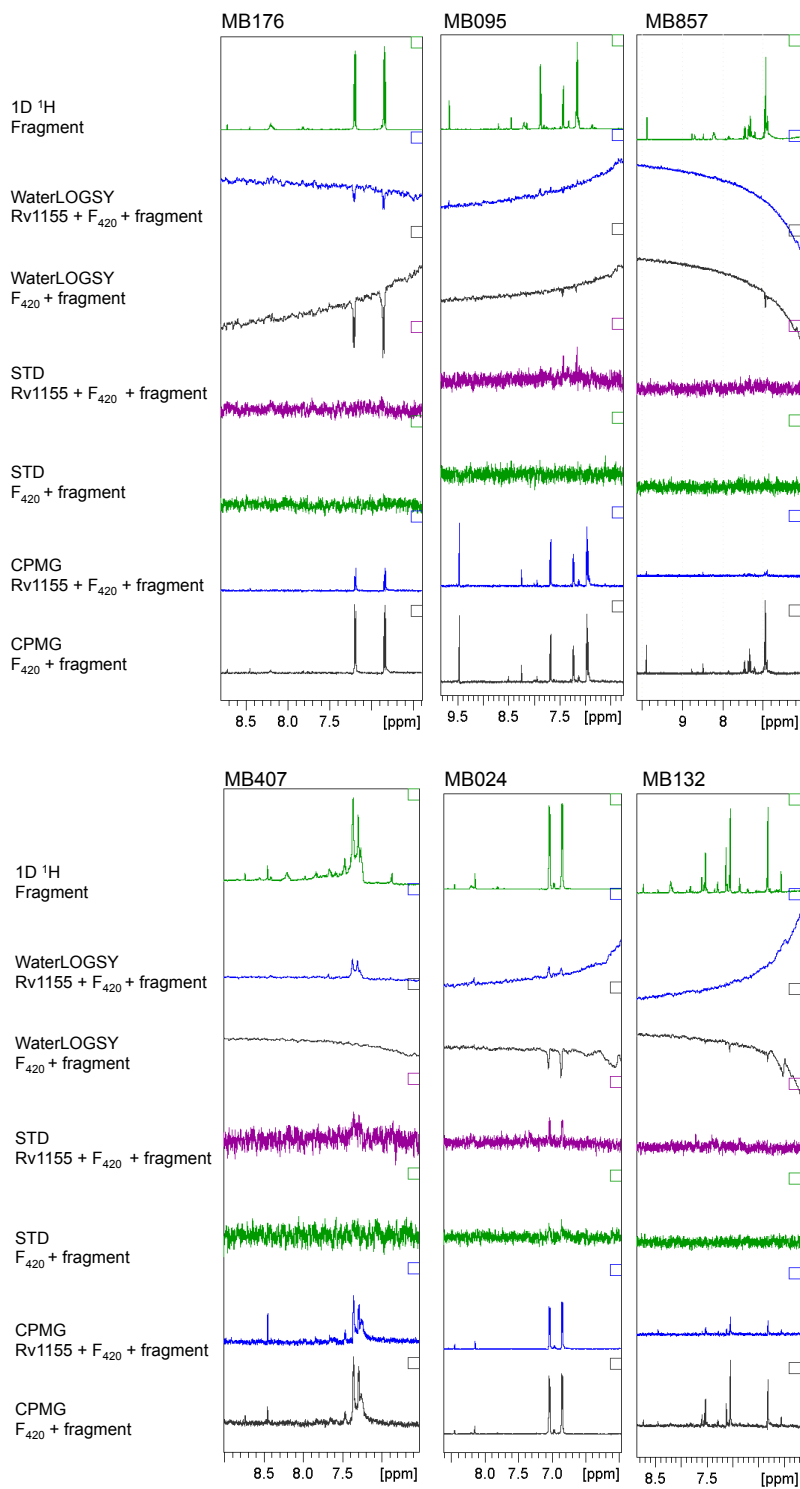 MB176 MB095 MB857
1D ¹H
Fragment
WaterLOGSY
Rv1155 + F₄₂₀ + fragment
WaterLOGSY
F₄₂₀ + fragment
STD
Rv1155 + F₄₂₀ + fragment
STD
F₄₂₀ + fragment
CPMG
Rv1155 + F₄₂₀ + fragment
CPMG
F₄₂₀ + fragment
8.5 8.0 7.5 [ppm] 9.5 8.5 7.5 [ppm] 9 8 [ppm]
MB407 MB024 MB132
1D ¹H
Fragment
WaterLOGSY
Rv1155 + F₄₂₀ + fragment
WaterLOGSY
F₄₂₀ + fragment
STD
Rv1155 + F₄₂₀ + fragment
STD
F₄₂₀ + fragment
CPMG
Rv1155 + F₄₂₀ + fragment
CPMG
F₄₂₀ + fragment
8.5 7.5 [ppm] 8.0 7.0 [ppm] 8.5 7.5 [ppm]